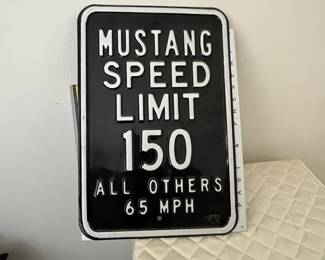 MUSTANG
SPEED
LIMIT
150
ALL OTHERS
65 MPH